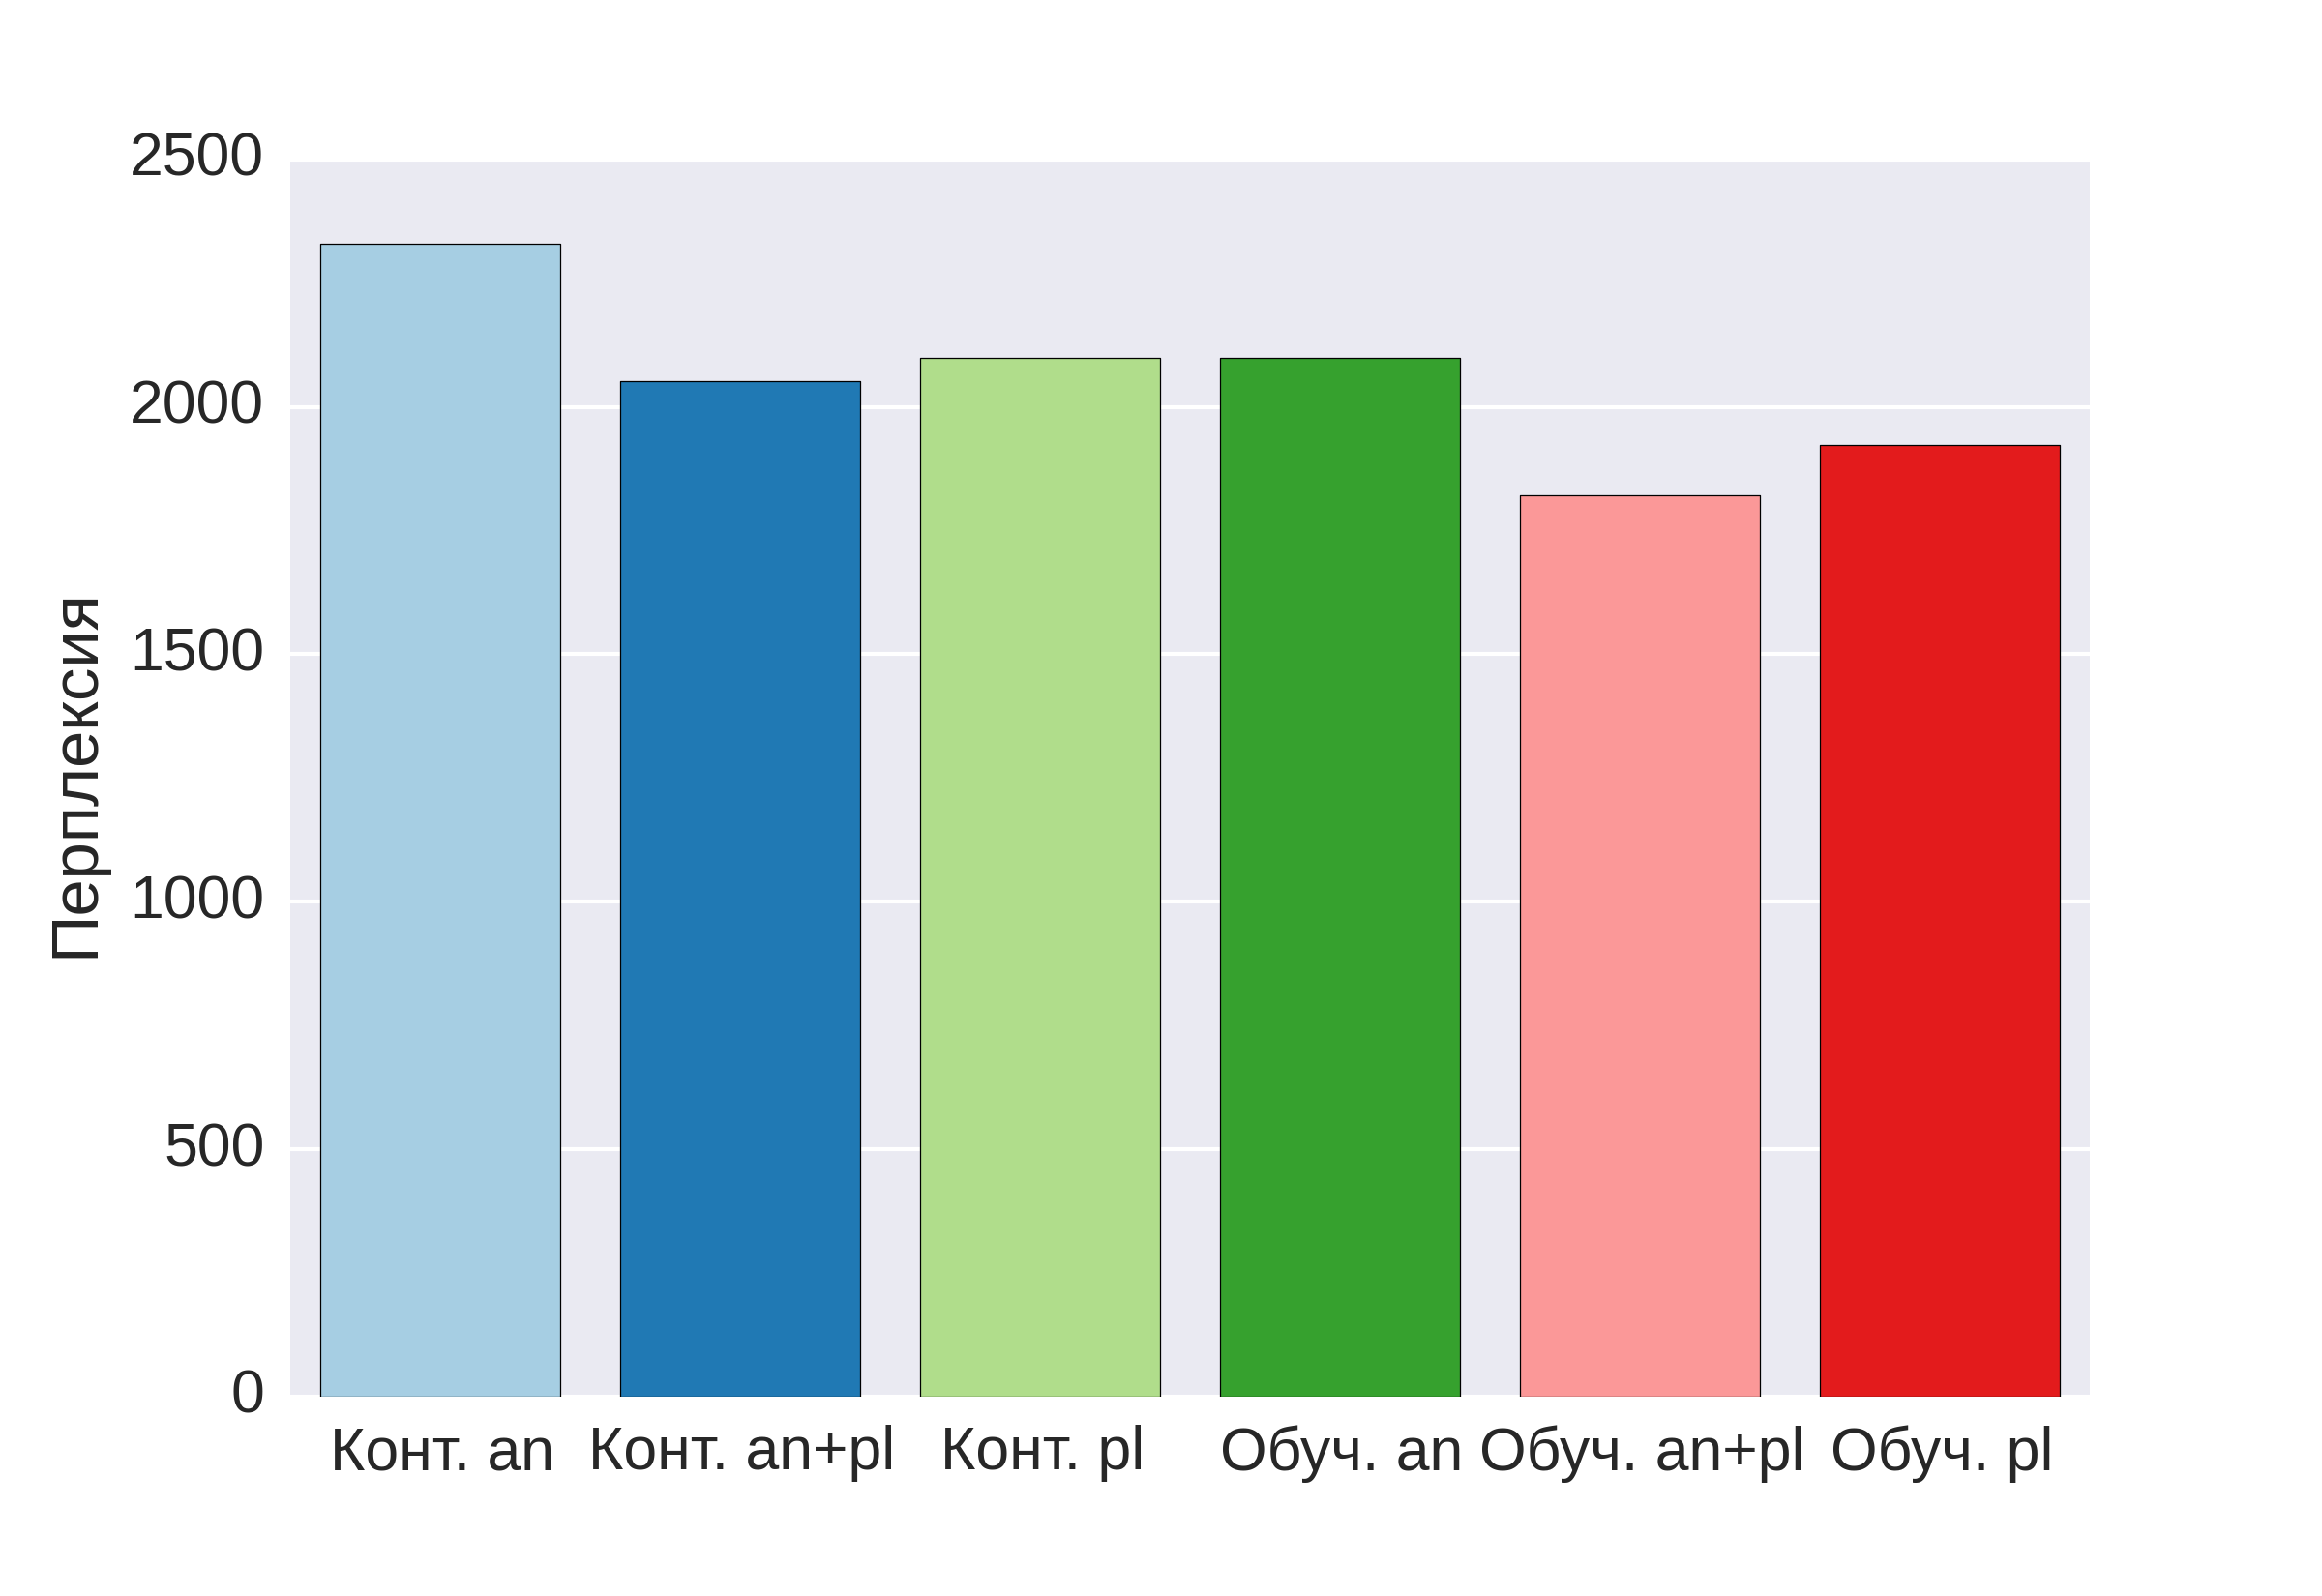 2500
2000
1500
1000
500
0
Перплексия
Конт. an
Конт. an+pl
Конт. pl
Обуч. an
Обуч. an+pl
Обуч. pl